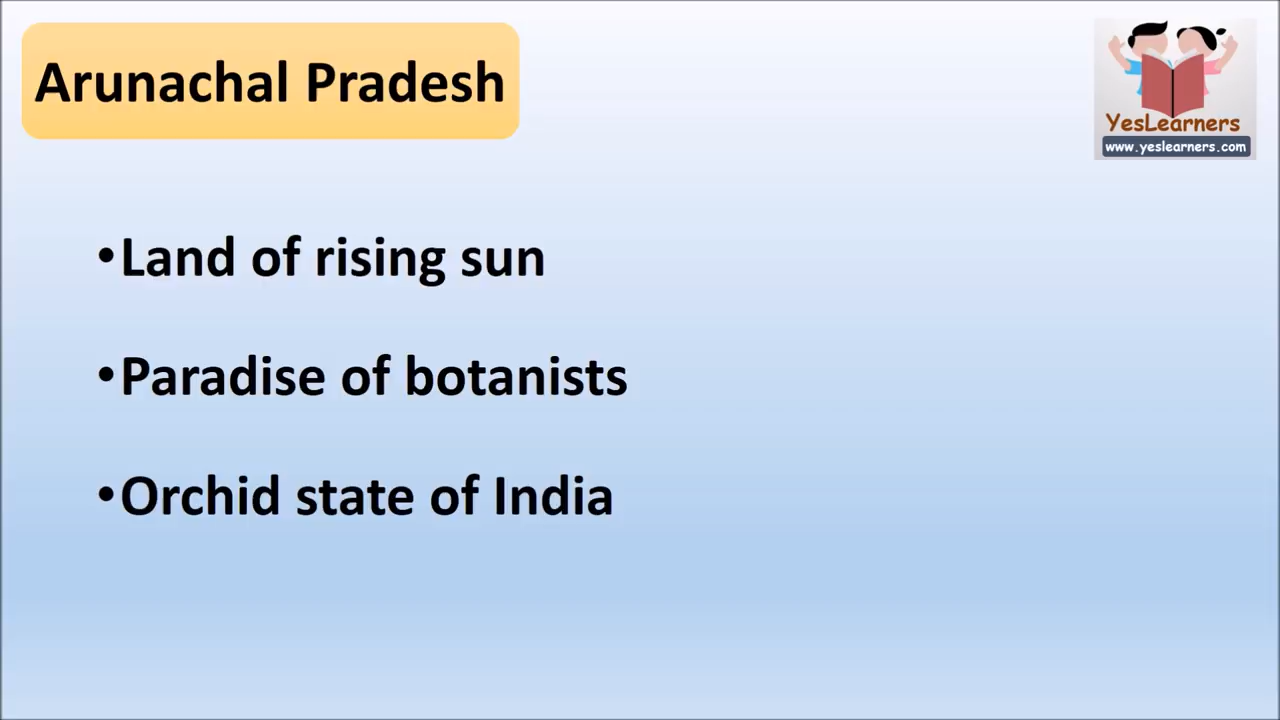 Arunachal Pradesh
YesLearners
www.yeslearners.com
•Land of rising sun
•Paradise of botanists
•Orchid state of India